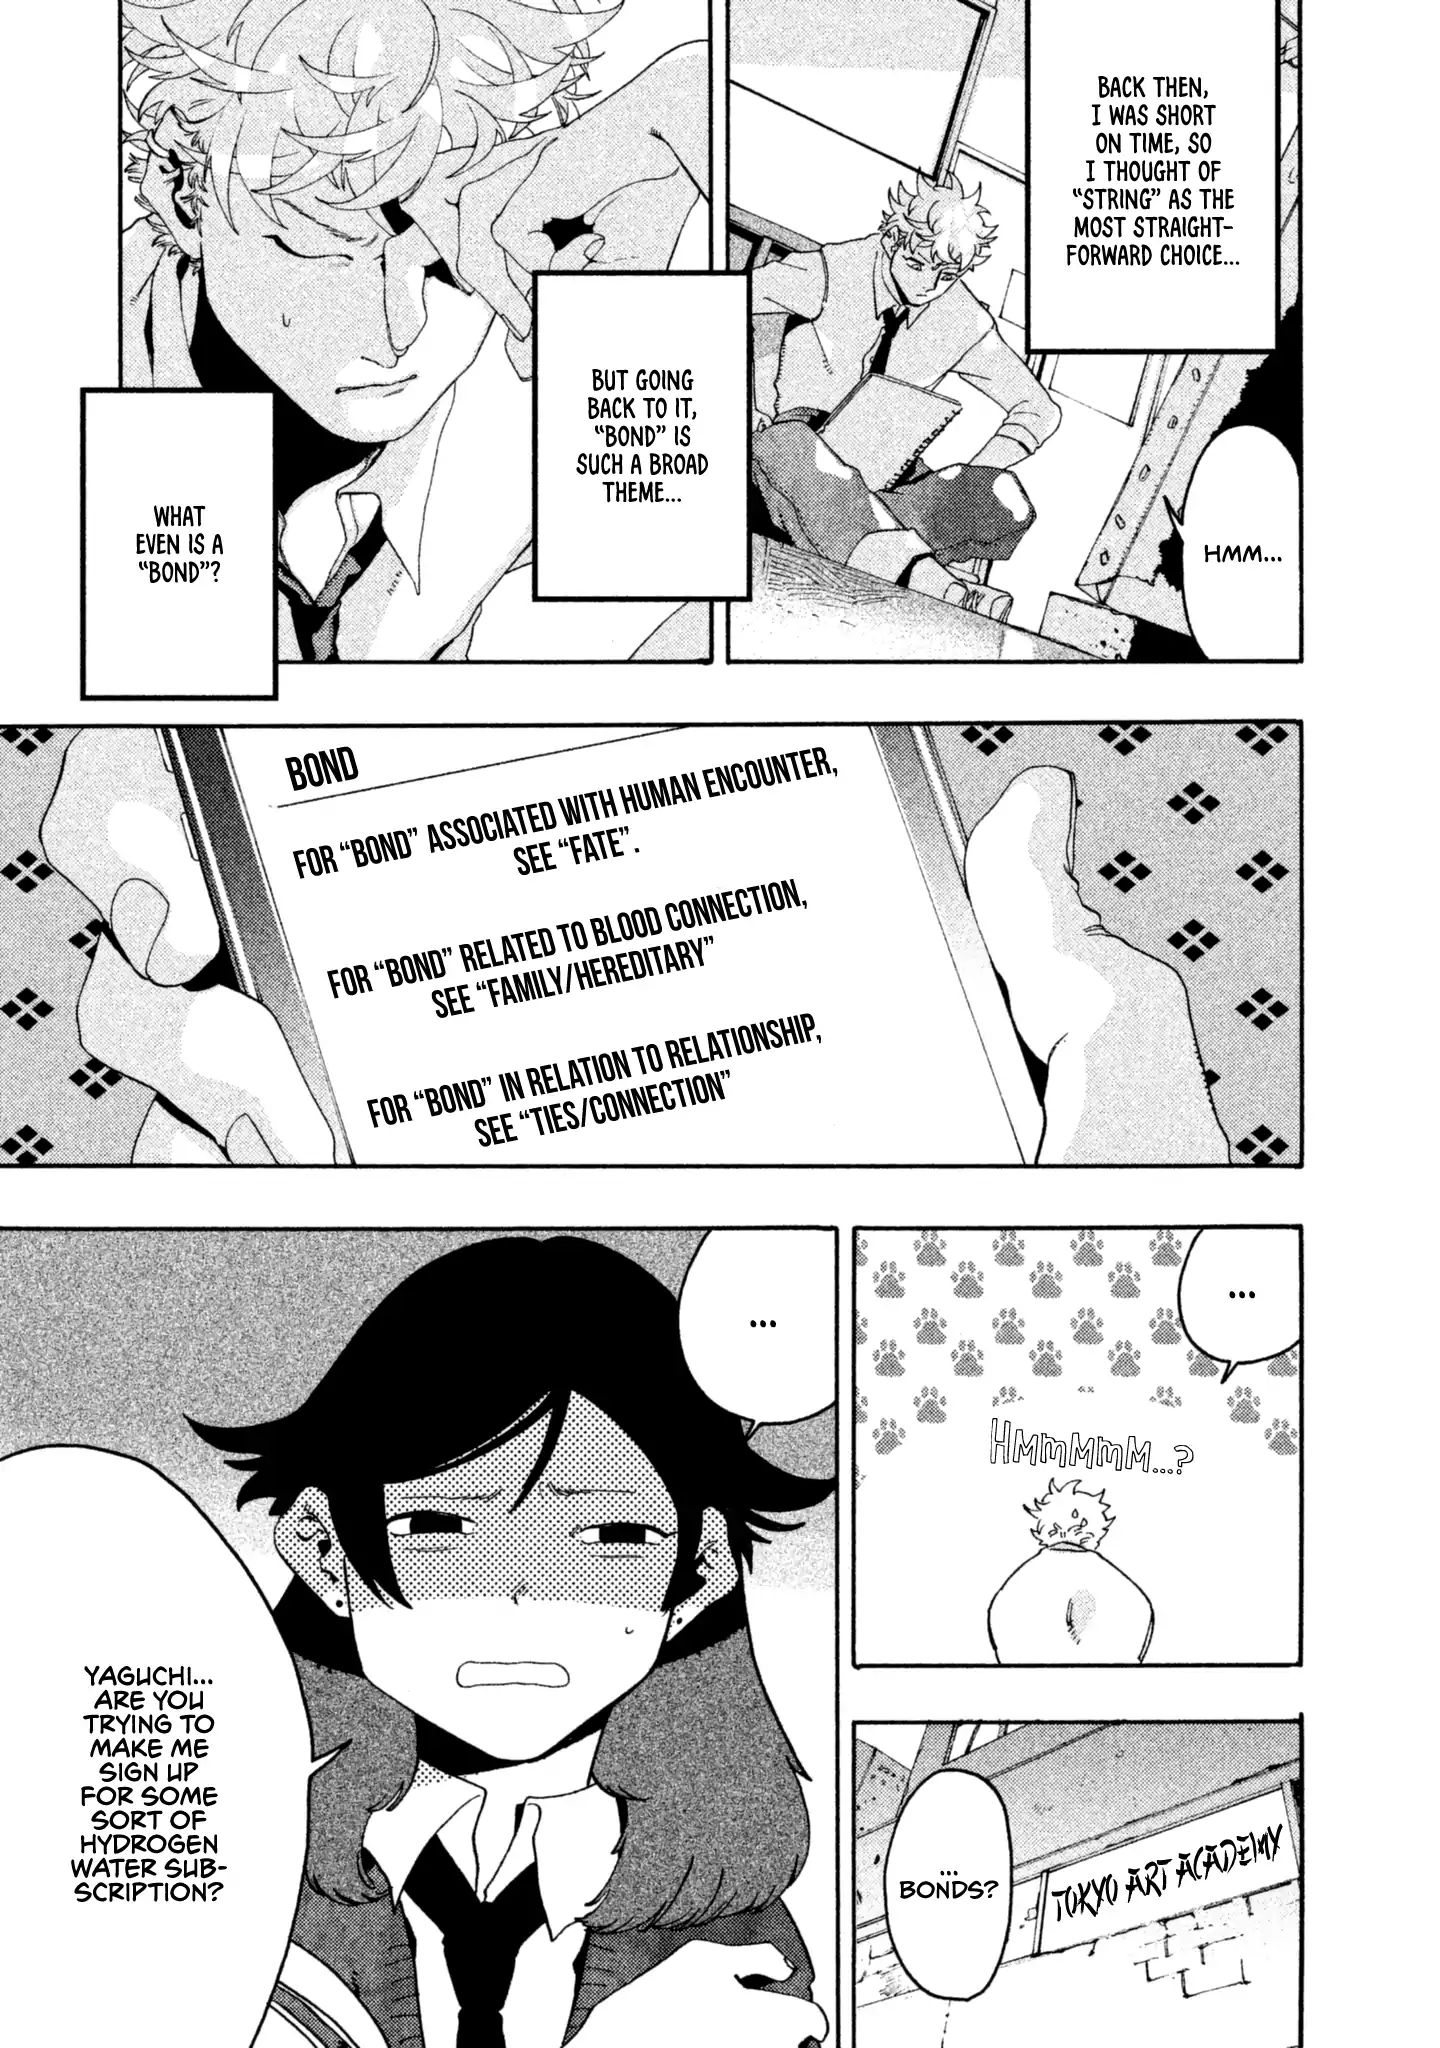 BACK THEN,
I WAS SHORT
ON TIME, SO
I THOUGHT OF
“STRING” AS THE
MOST STRAIGHT-
FORWARD CHOICE...
HMM...
BUT GOING
BACK TO IT,
“BOND” IS
SUCH A BROAD
THEME...
WHAT
EVEN IS A
“BOND”?
BOND
FOR “BOND” ASSOCIATED WITH HUMAN ENCOUNTER,
SEE “FATE”.
FOR “BOND” RELATED TO BLOOD CONNECTION,
SEE “FAMILY/HEREDITARY”
FOR “BOND” IN RELATION TO RELATIONSHIP,
SEE “TIES/CONNECTION”
...
HMMMMM...?
TOKYO ART ACADEMY
...
BONDS?
...
YAGUCHI...
ARE YOU
TRYING TO
MAKE ME
SIGN UP
FOR SOME
SORT OF
HYDROGEN
WATER SUB-
SCRIPTION?